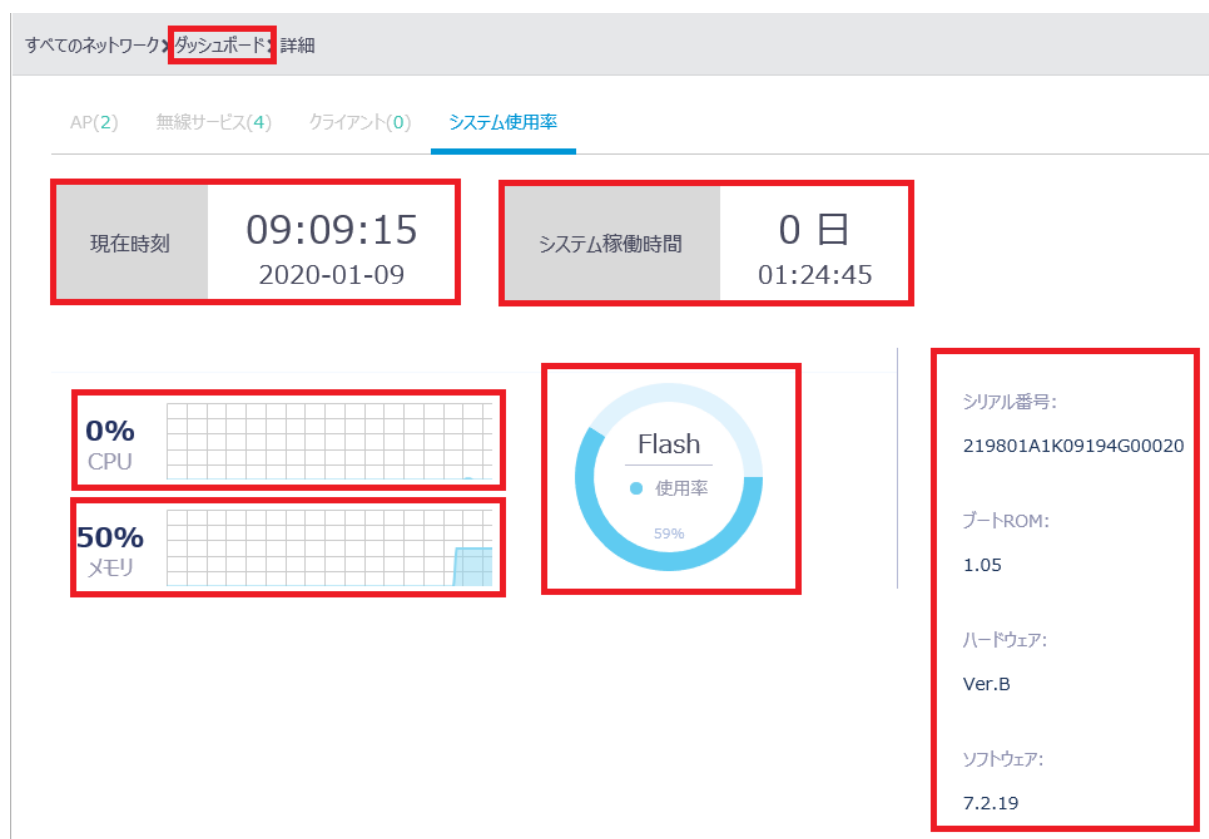 すべてのネットワーク>ダッシュボード>詳細
AP(2) 無線サービス(4) クライアント(0) システム使用率
現在時刻
09:09:15
2020-01-09
システム稼働時間
0 日
01:24:45
0%
CPU
50%
メモリ
Flash
使用率
59%
シリアル番号:
219801A1K09194G00020
ブートROM:
1.05
ハードウェア:
Ver.B
ソフトウェア:
7.2.19